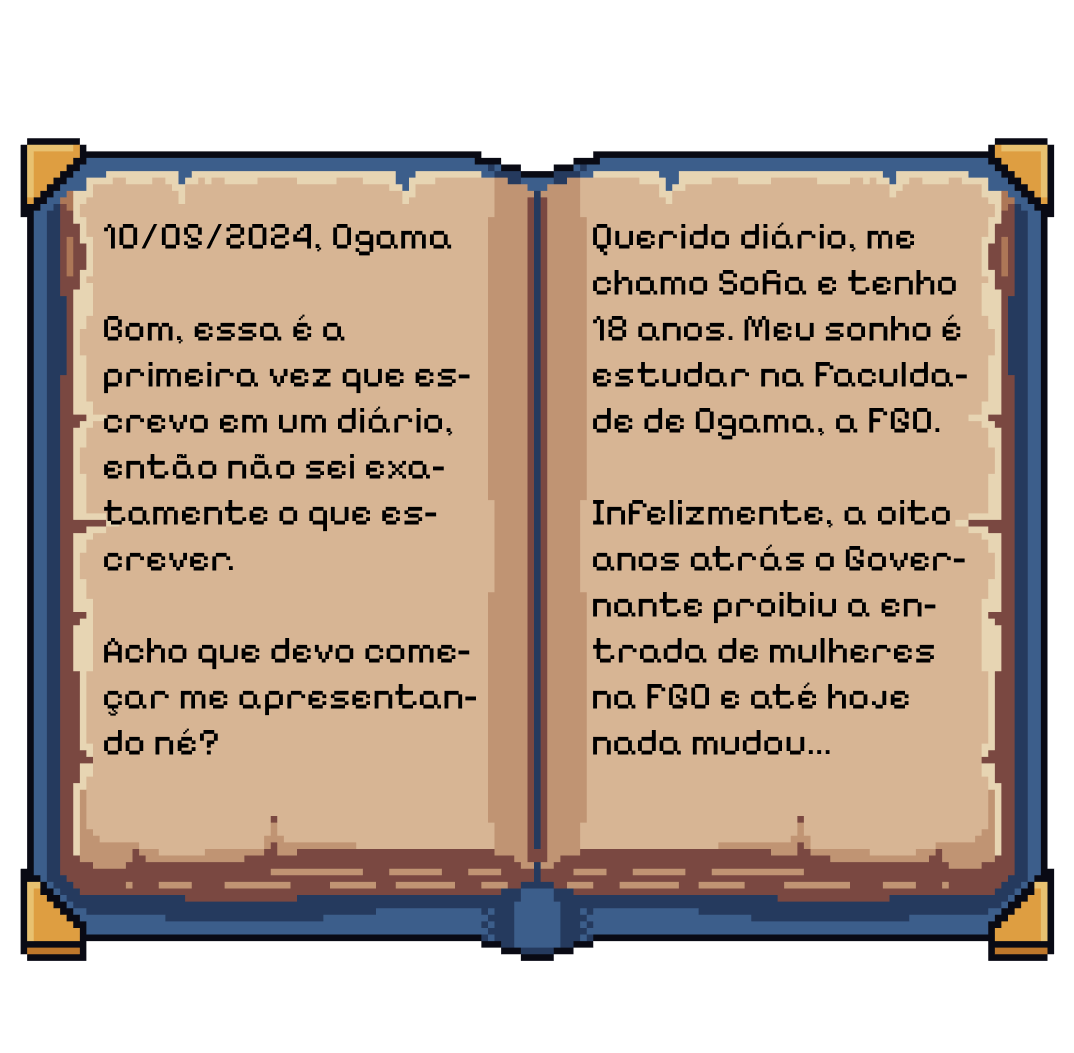 10/08/2024, Ogama
Bom, essa é a
primeira vez que es-
crevo em um diário,
então não sei exa-
tamente o que es-
crever.
Acho que devo come-
çar me apresentan-
do né?
Querido diário, me
chamo Sofia e tenho
18 anos. Meu sonho é
estudar na Faculda-
de de Ogama, a FGO.
Infelizmente, a oito
anos atrás o Gover-
nante proibiu a en-
trada de mulheres
na FGO e até hoje
nada mudou...